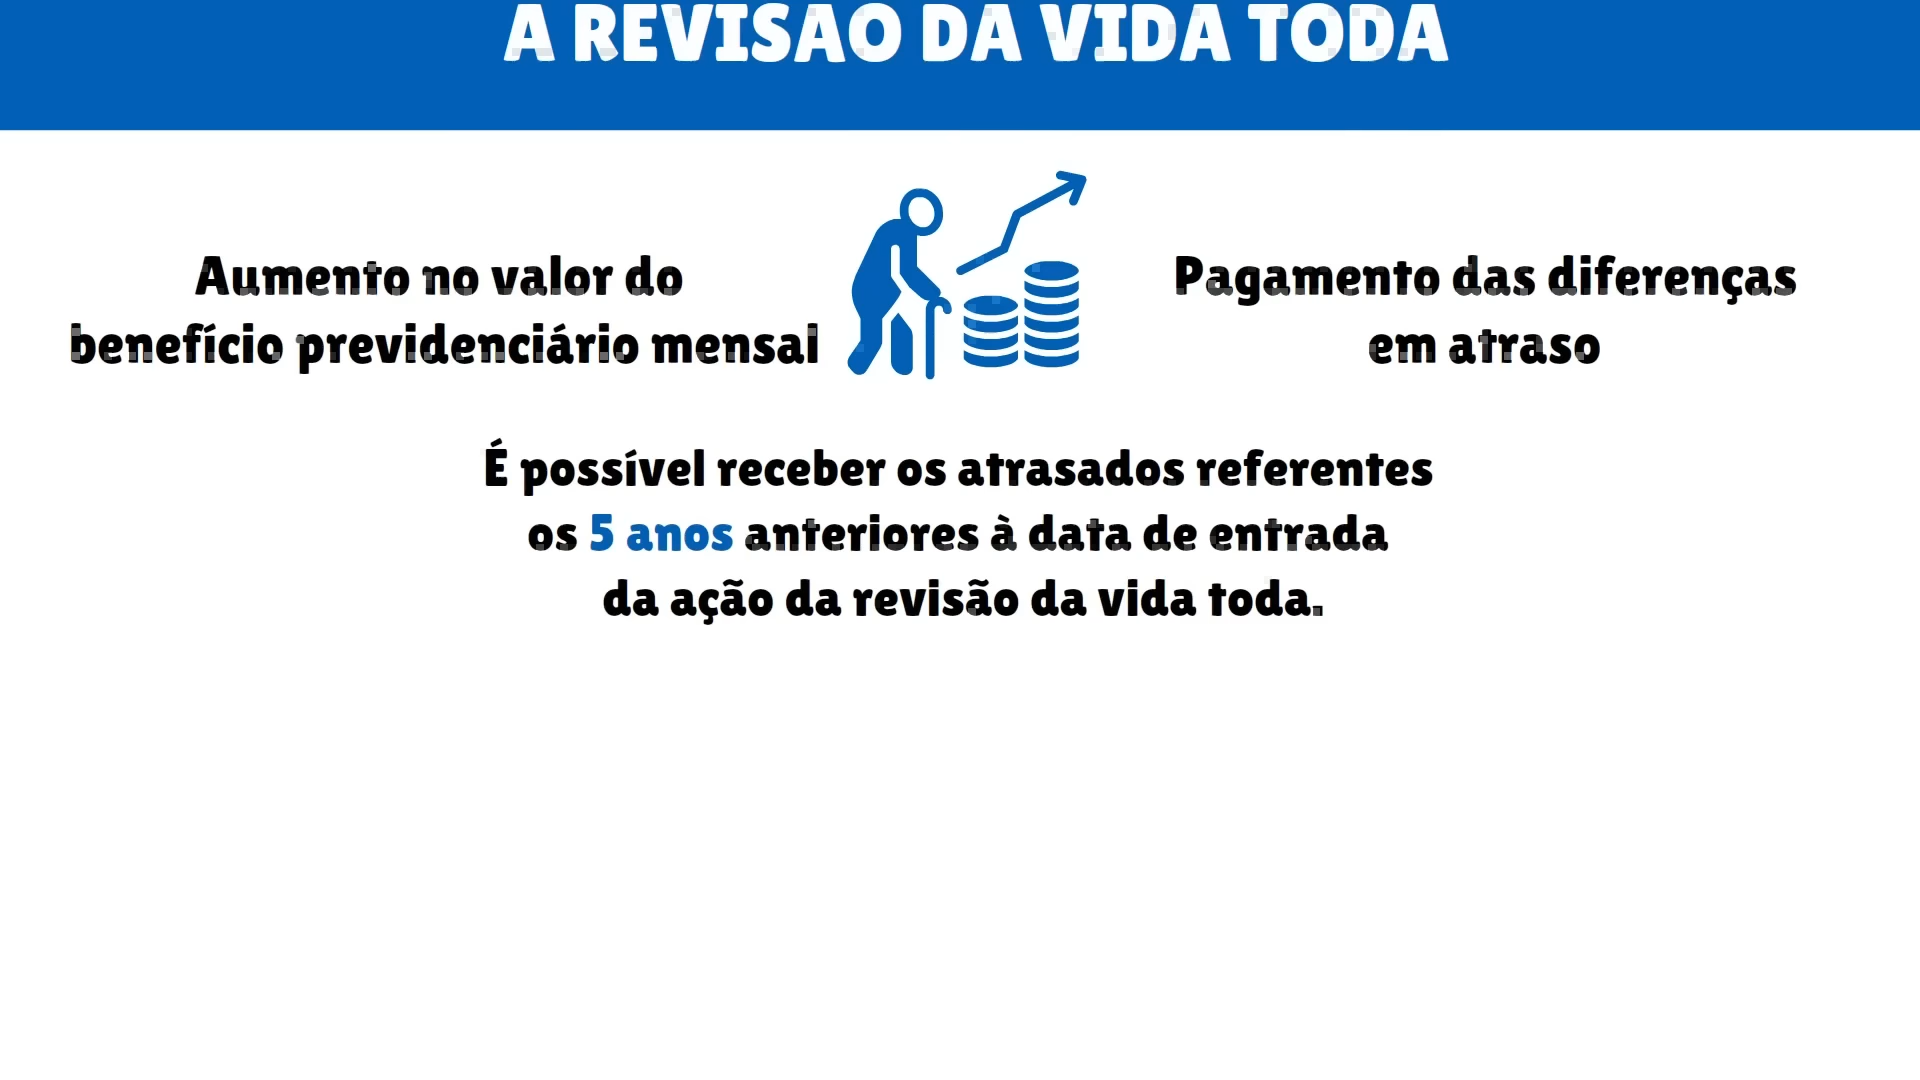 A REVISÃO DA VIDA TODA
Aumento no valor do
benefício previdenciário mensal
Pagamento das diferenças
em atraso
É possível receber os atrasados referentes
os 5 anos anteriores à data de entrada
da ação da revisão da vida toda.